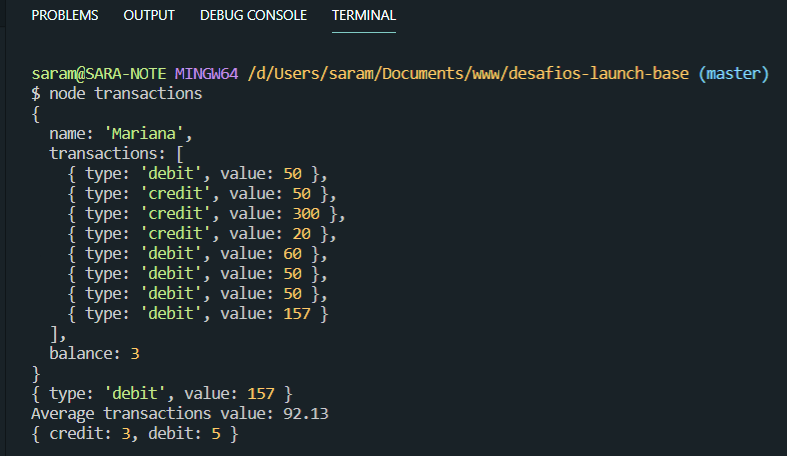 PROBLEMS OUTPUT DEBUG CONSOLE TERMINAL
saram@SARA-NOTE MINGW64 /d/Users/saram/Documents/www/desafios-launch-base (master)
$ node transactions
{
  name: 'Mariana',
  transactions: [
    { type: 'debit', value: 50 },
    { type: 'credit', value: 50 },
    { type: 'credit', value: 300 },
    { type: 'credit', value: 20 },
    { type: 'debit', value: 60 },
    { type: 'debit', value: 50 },
    { type: 'debit', value: 50 },
    { type: 'debit', value: 157 }
  ],
  balance: 3
}
{ type: 'debit', value: 157 }
Average transactions value: 92.13
{ credit: 3, debit: 5 }